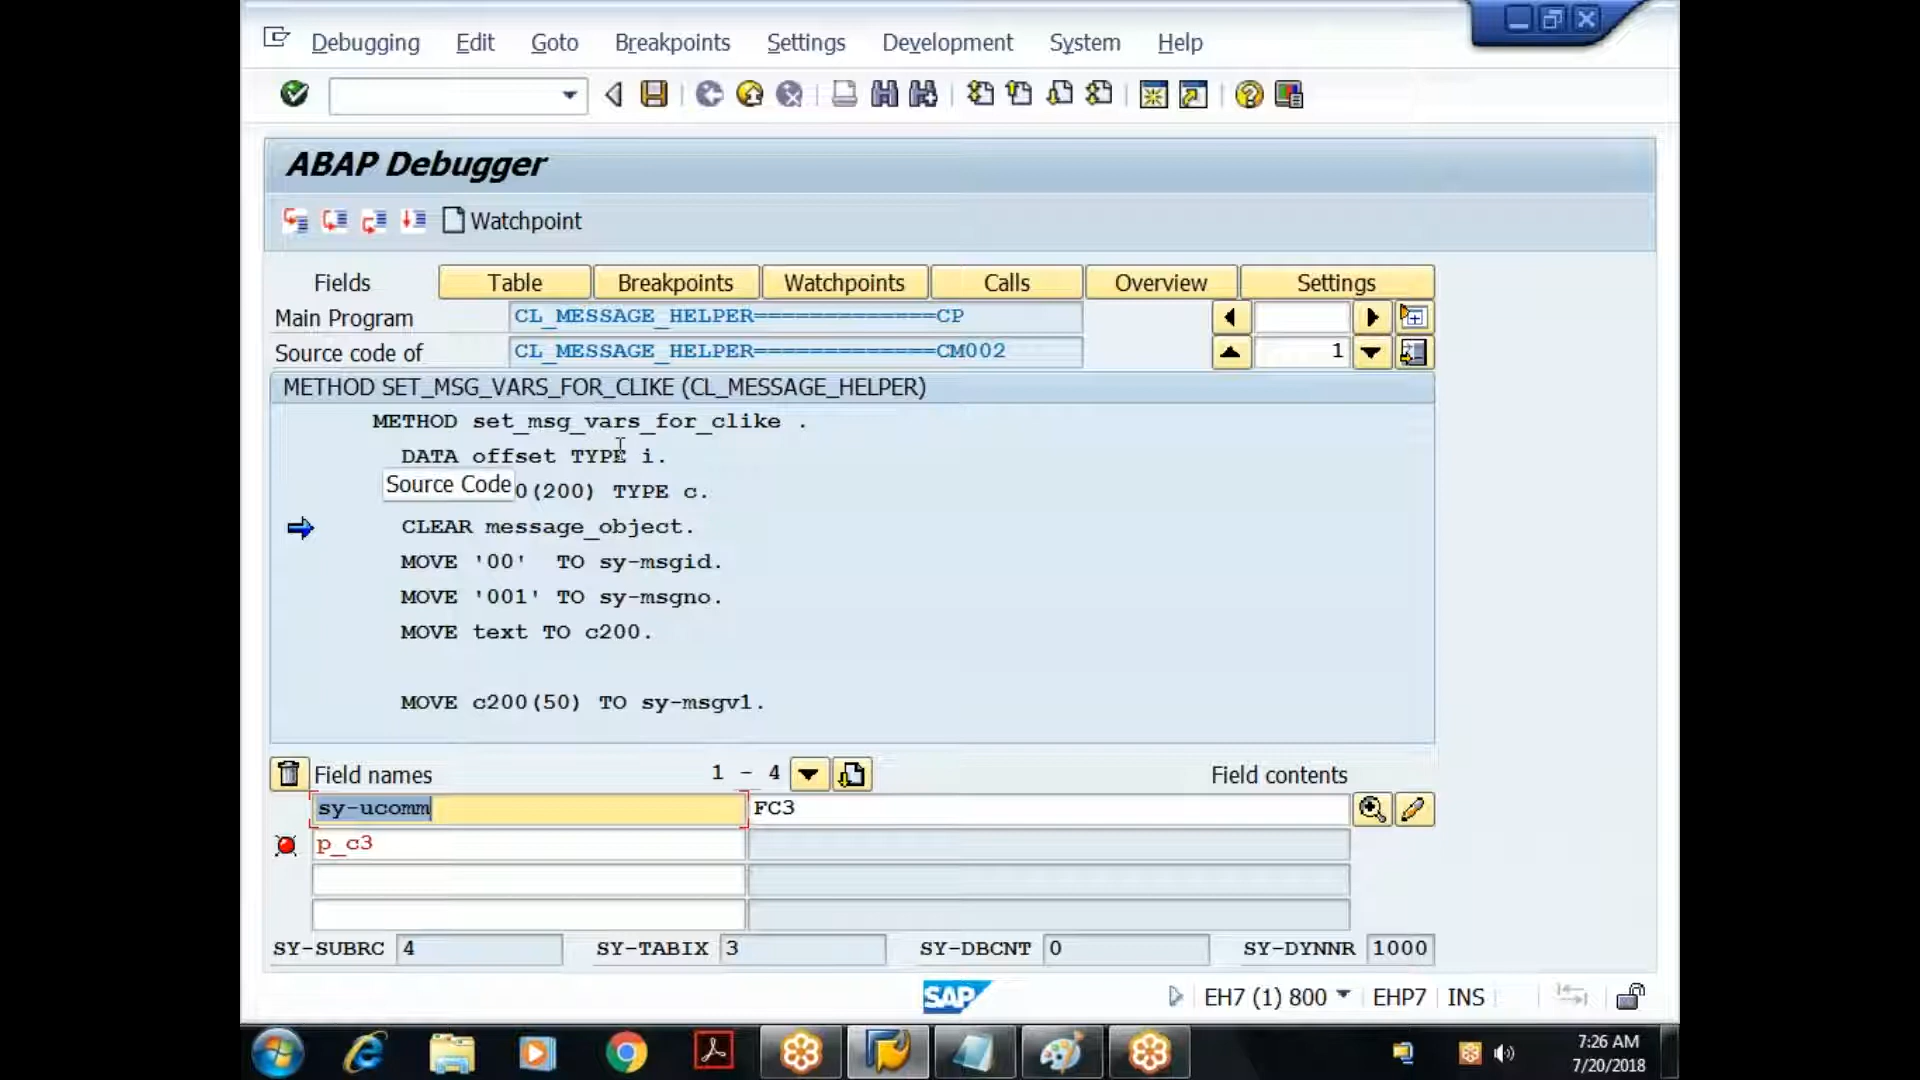 Debugging Edit Goto Breakpoints Settings Development System Help
ABAP Debugger
Watchpoint
Fields Table Breakpoints Watchpoints Calls Overview Settings
Main Program CL_MESSAGE_HELPER=============CP
Source code of CL_MESSAGE_HELPER=============CM002 1
METHOD SET_MSG_VARS_FOR_CLIKE (CL_MESSAGE_HELPER)
METHOD set_msg_vars_for_clike .
DATA offset TYPE i.
Source Code 0(200) TYPE c.
CLEAR message_object.
MOVE '00'  TO sy-msgid.
MOVE '001' TO sy-msgno.
MOVE text TO c200.
MOVE c200(50) TO sy-msgv1.
Field names 1 - 4 Field contents
sy-ucomm FC3
p_c3
SY-SUBRC 4 SY-TABIX 3 SY-DBCNT 0 SY-DYNNR 1000
SAP EH7 (1) 800 EHP7 INS
7:26 AM
7/20/2018